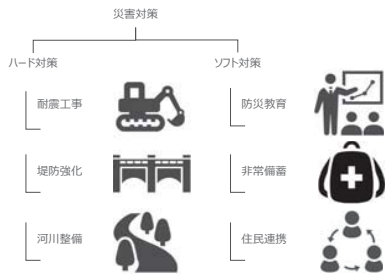 災害対策
ハード対策
ソフト対策
耐震工事
防災教育
堤防強化
非常備蓄
河川整備
住民連携